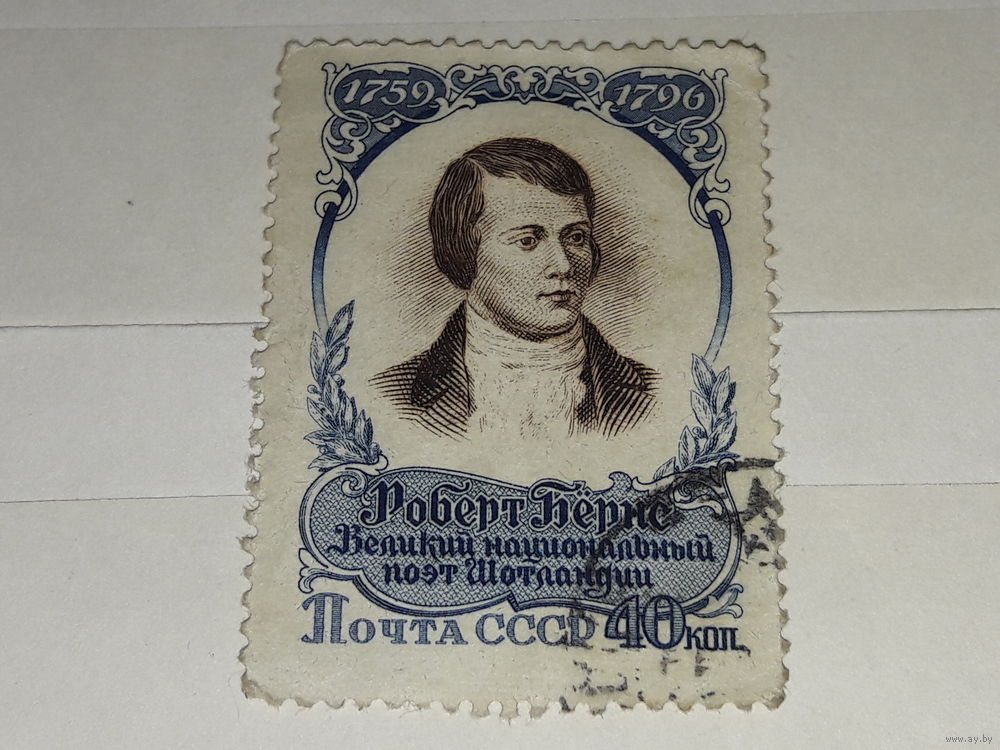 1759 1796
Роберт Бёрнс
Великий национальный
поэт Шотландии
Почта СССР 40 коп.
www.ay.by